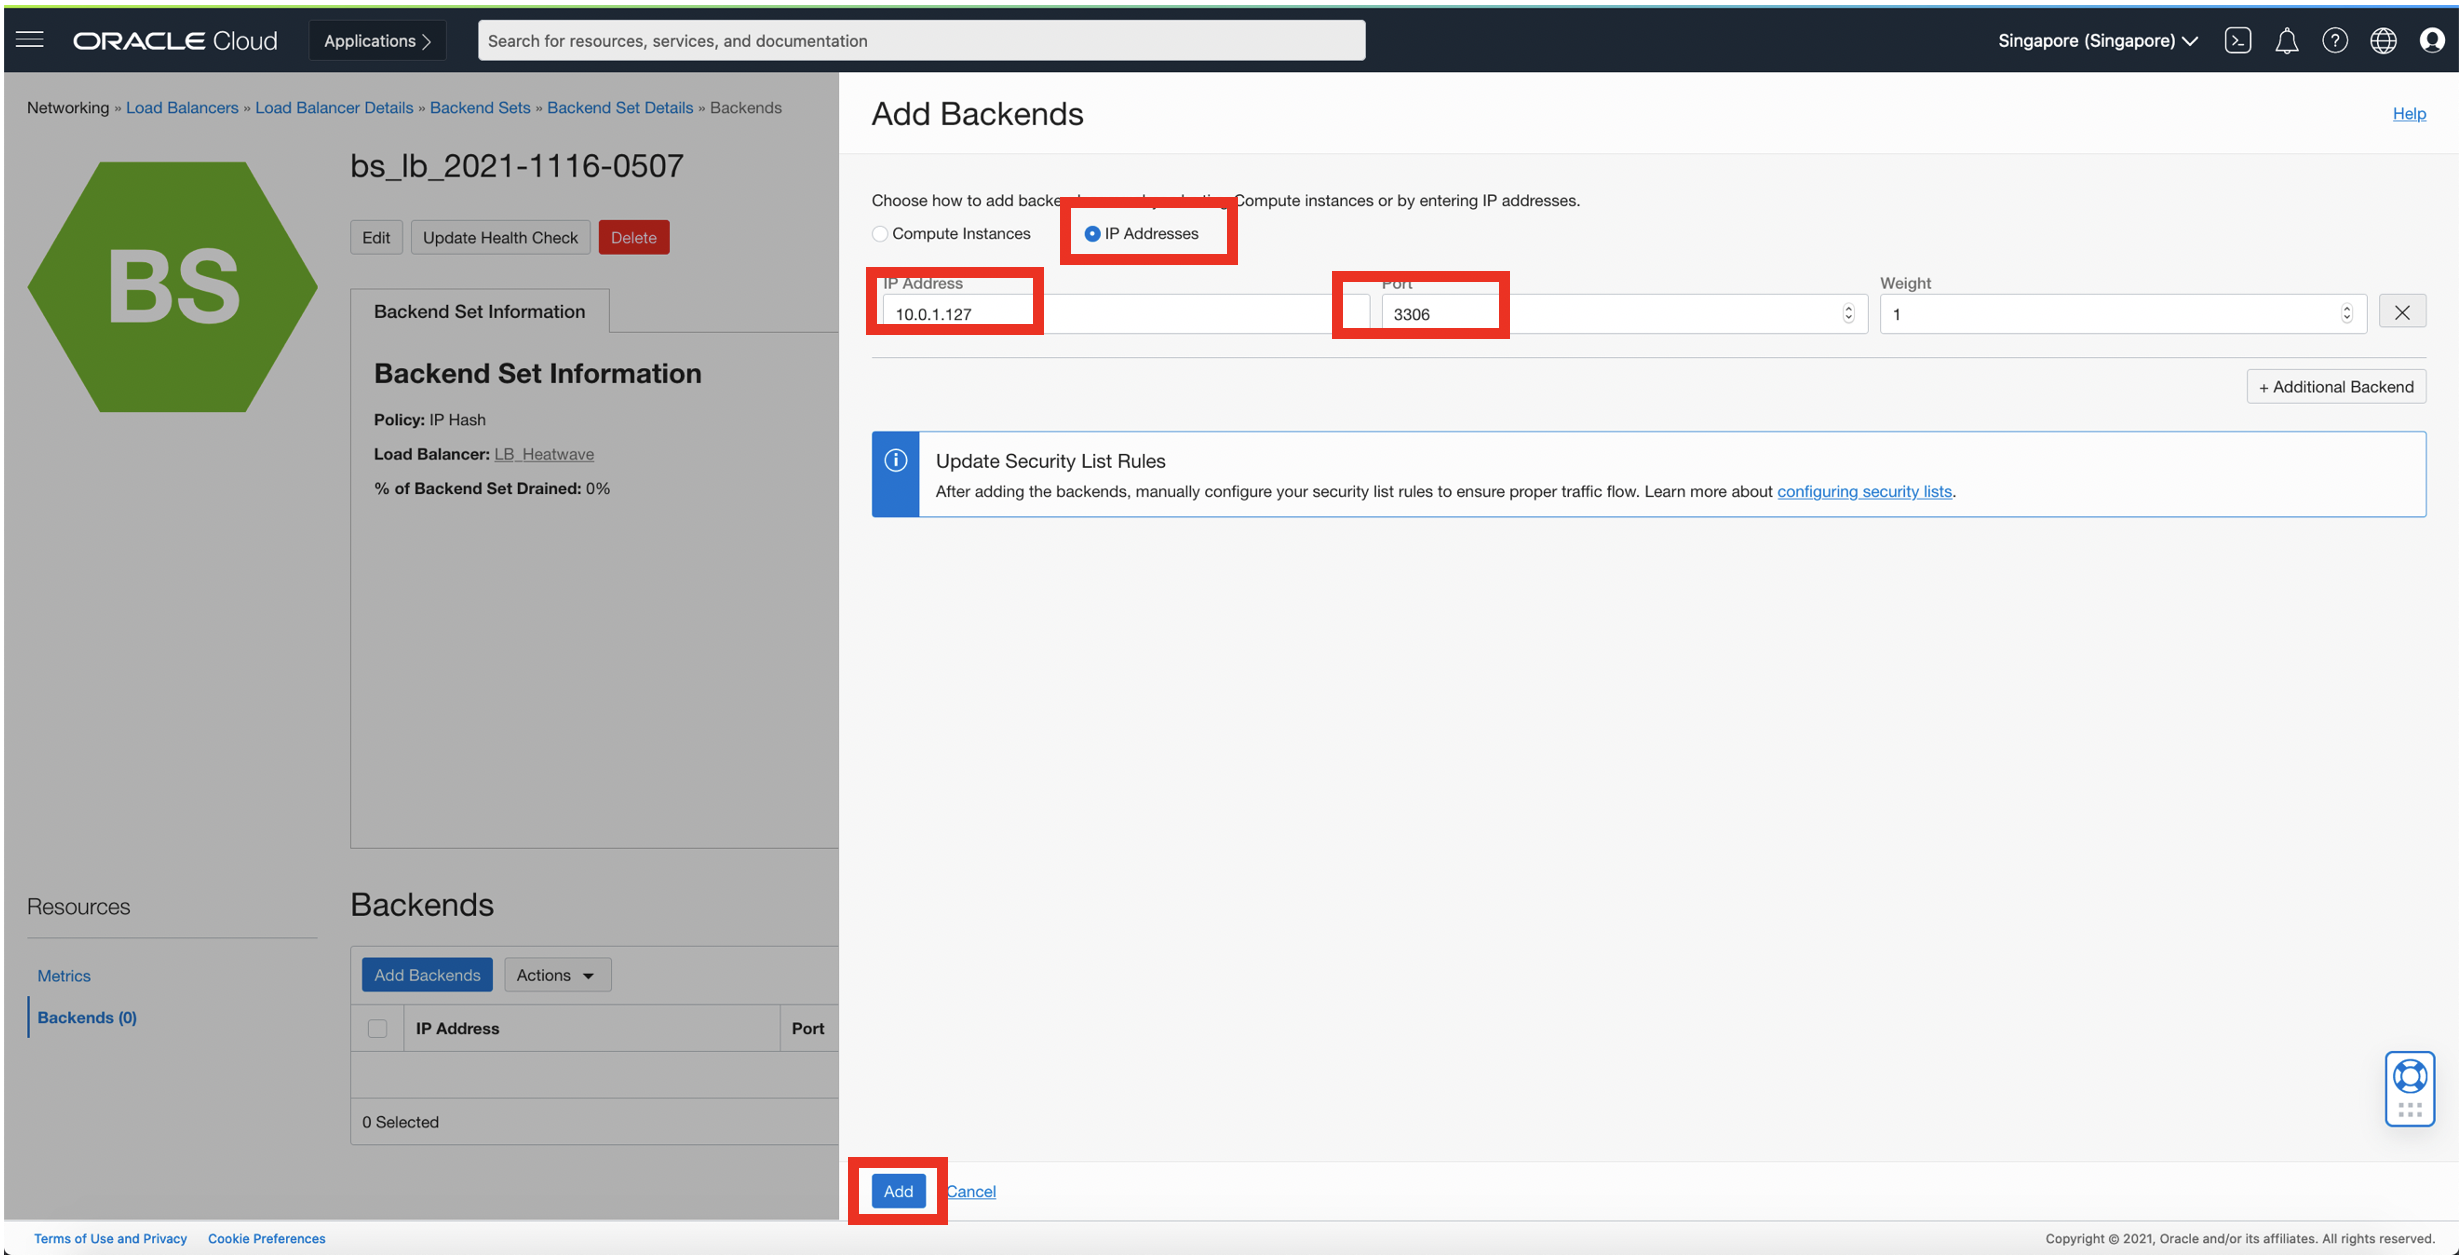 ORACLE Cloud
Applications
Search for resources, services, and documentation
Singapore (Singapore)
Networking » Load Balancers » Load Balancer Details » Backend Sets » Backend Set Details » Backends
BS
bs_lb_2021-1116-0507
Edit
Update Health Check
Delete
Backend Set Information
Backend Set Information
Policy: IP Hash
Load Balancer: LB_Heatwave
% of Backend Set Drained: 0%
Resources
Metrics
Backends (0)
Backends
Add Backends
Actions
IP Address
Port
0 Selected
Add Backends
Help
Choose how to add Compute instances or by entering IP addresses.
Compute Instances
IP Addresses
IP Address
Port
Weight
10.0.1.127
3306
1
+ Additional Backend
Update Security List Rules
After adding the backends, manually configure your security list rules to ensure proper traffic flow. Learn more about configuring security lists.
Add
Cancel
Terms of Use and Privacy
Cookie Preferences
Copyright © 2021, Oracle and/or its affiliates. All rights reserved.